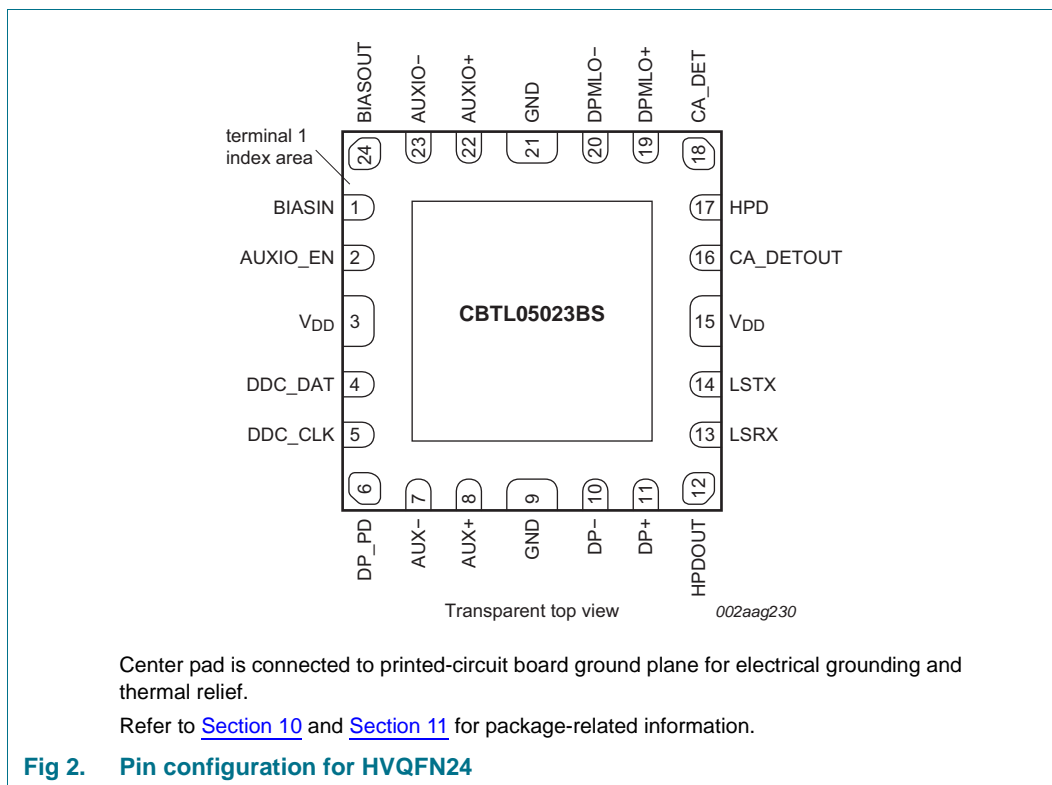 BIASOUT
AUXIO−
AUXIO+
GND
DPMLO−
DPMLO+
CA_DET
terminal 1
index area
24 23 22 21 20 19 18
BIASIN 1
17 HPD
AUXIO_EN 2
16 CA_DETOUT
VDD 3
CBTL05023BS
15 VDD
DDC_DAT 4
14 LSTX
DDC_CLK 5
13 LSRX
6 7 8 9 10 11 12
DP_PD
AUX−
AUX+
GND
DP−
DP+
HPDOUT
Transparent top view
002aag230
Center pad is connected to printed-circuit board ground plane for electrical grounding and
thermal relief.
Refer to Section 10 and Section 11 for package-related information.
Fig 2. Pin configuration for HVQFN24